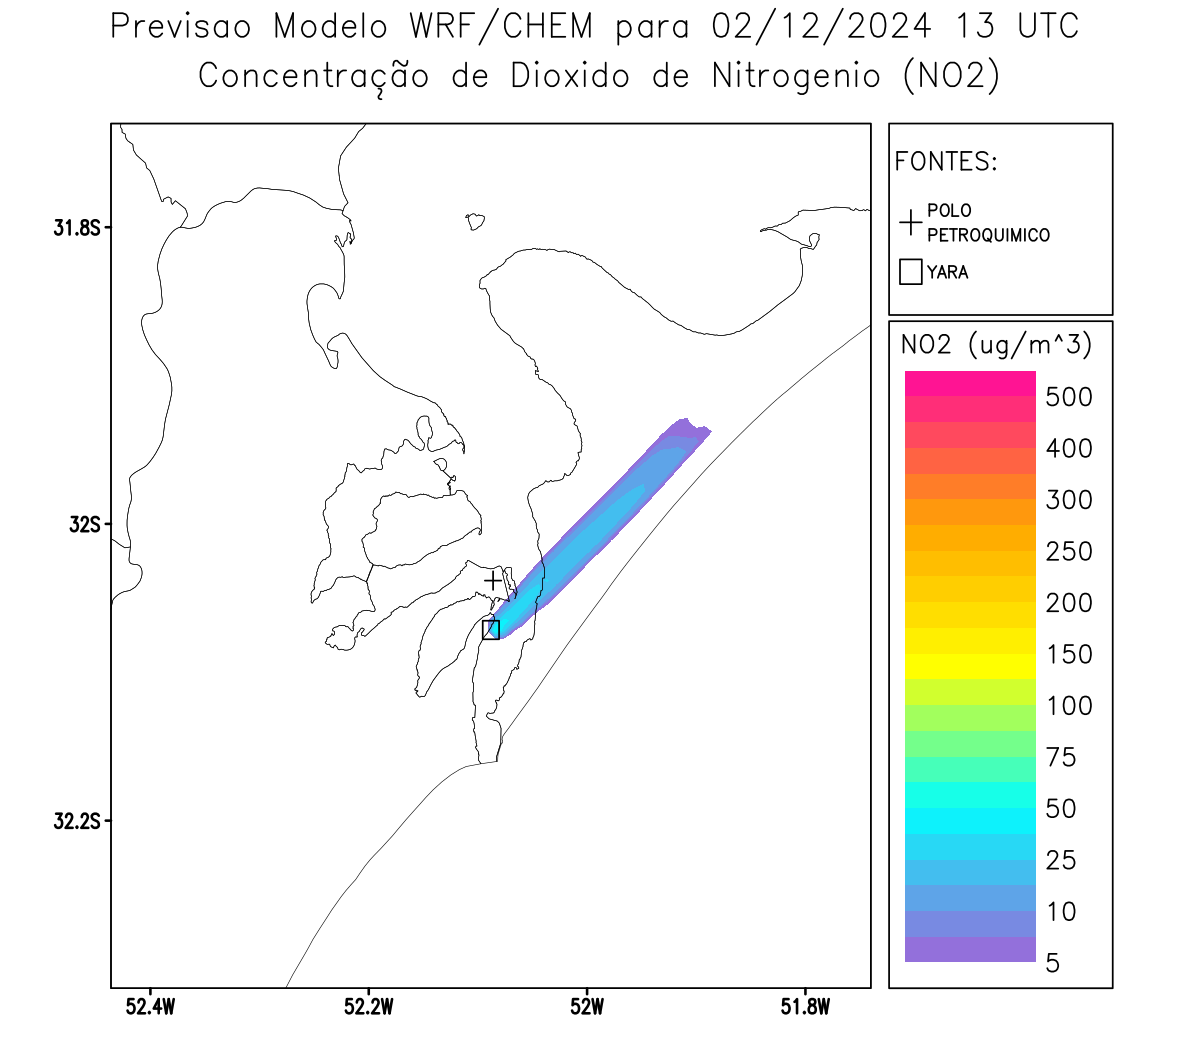 Previsao Modelo WRF/CHEM para 02/12/2024 13 UTC
Concentração de Dioxido de Nitrogenio (NO2)
FONTES:
POLO
PETROQUIMICO
YARA
NO2 (ug/m^3)
500
400
300
250
200
150
100
75
50
25
10
5
31.8S
32S
32.2S
52.4W
52.2W
52W
51.8W